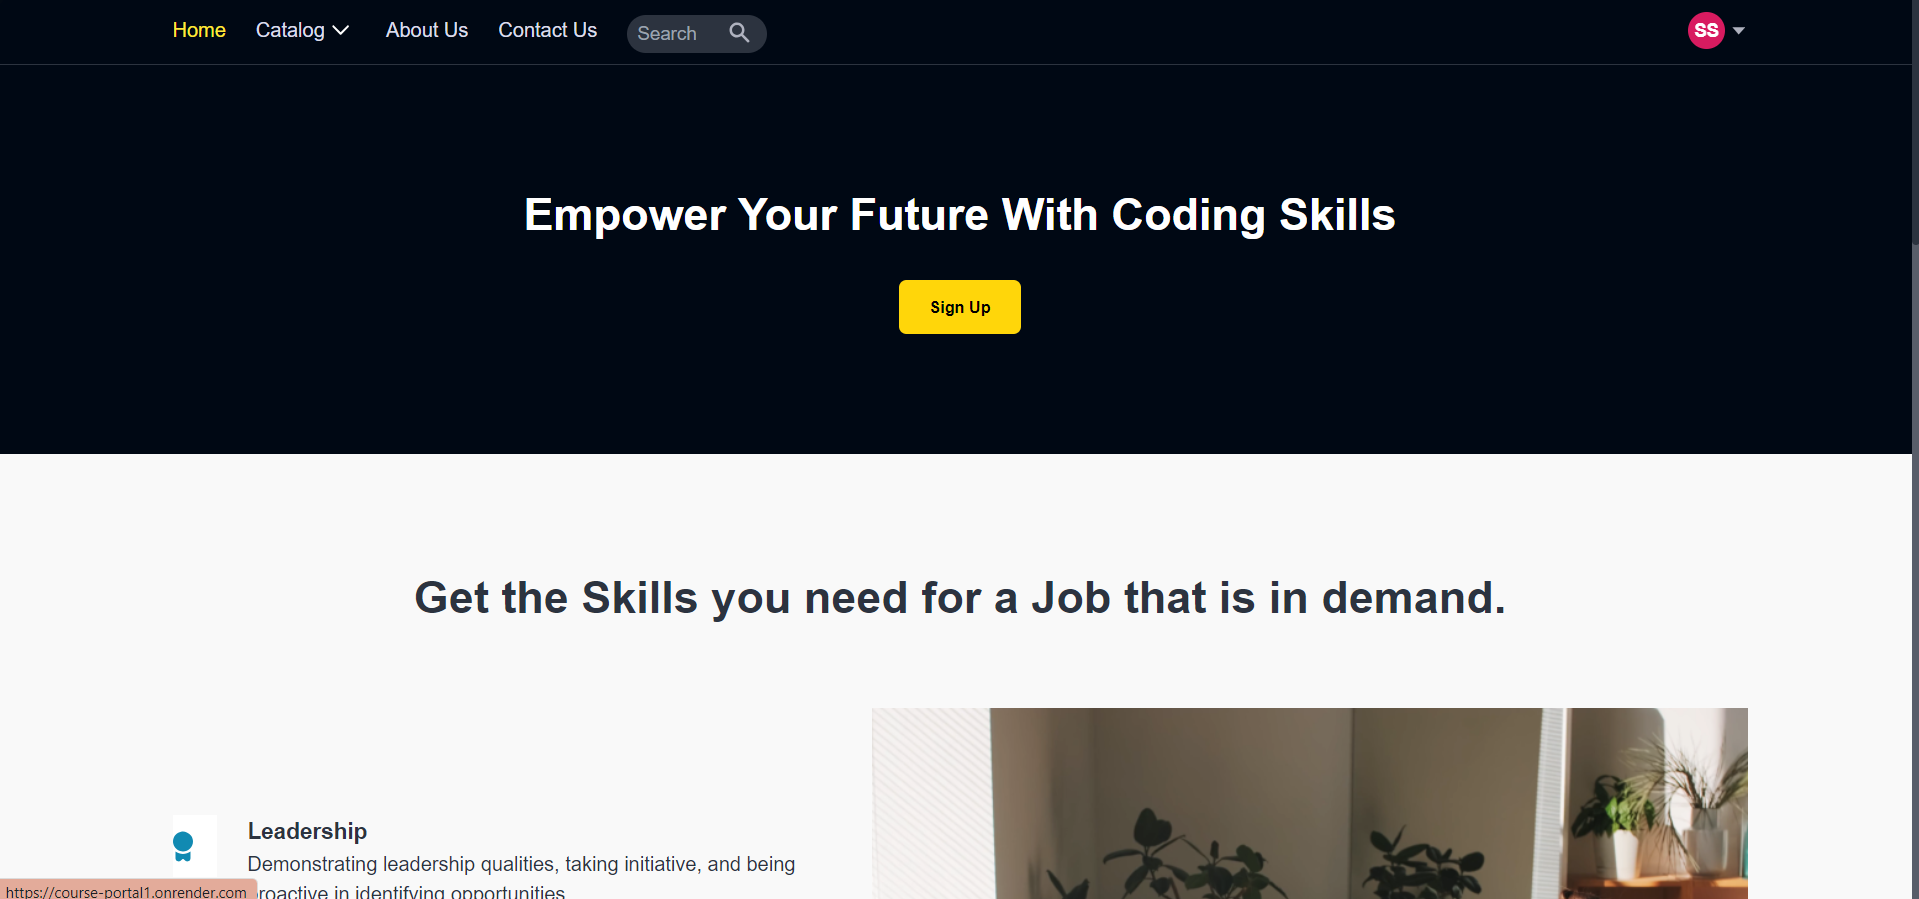 Home
Catalog
About Us
Contact Us
Search
SS
Empower Your Future With Coding Skills
Sign Up
Get the Skills you need for a Job that is in demand.
Leadership
Demonstrating leadership qualities, taking initiative, and being
proactive in identifying opportunities
https://course-portal1.onrender.com